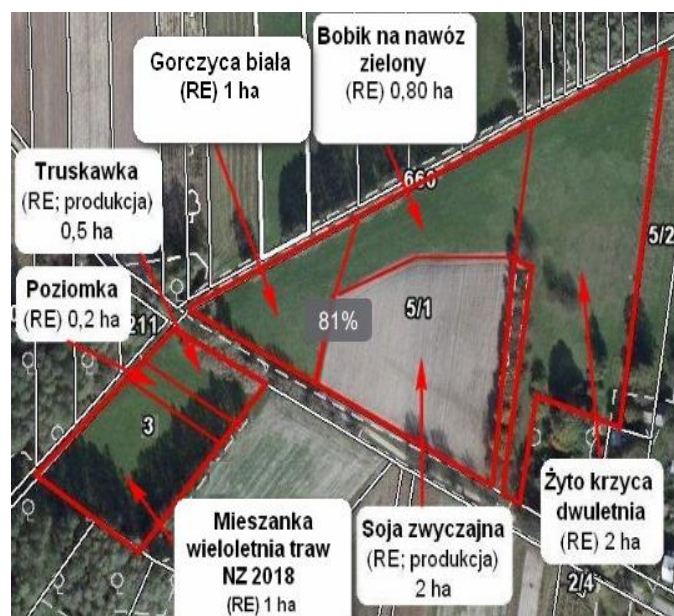 Gorczyca biała
(RE) 1 ha
Bobik na nawóz
zielony
(RE) 0,80 ha
Truskawka
(RE; produkcja)
0,5 ha
660
5/2
Poziomka
(RE) 0,2 ha
211
81%
5/1
3
Mieszanka
wieloletnia traw
NZ 2018
(RE) 1 ha
Soja zwyczajna
(RE; produkcja)
2 ha
Żyto krzyca
dwuletnia
(RE) 2 ha
2/4